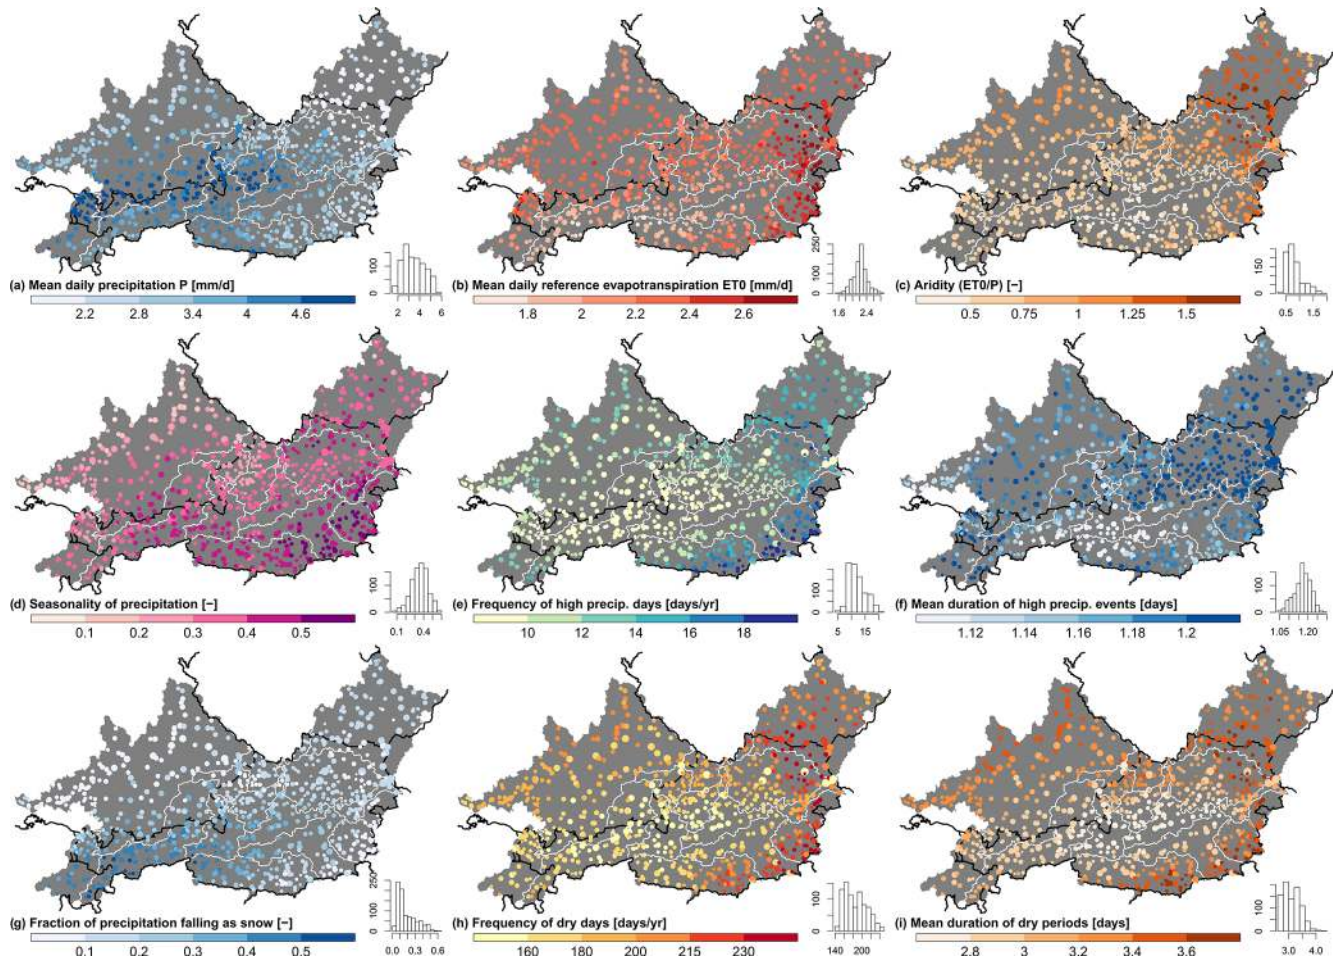 100
0
2 4 6
(a) Mean daily precipitation P [mm/d]
2.2 2.8 3.4 4 4.6
250
100
0
1.6 2.4
(b) Mean daily reference evapotranspiration ET0 [mm/d]
1.8 2 2.2 2.4 2.6
150
0
0.5 1.5
(c) Aridity (ET0/P) [−]
0.5 0.75 1 1.25 1.5
100
0
0.1 0.4
(d) Seasonality of precipitation [−]
0.1 0.2 0.3 0.4 0.5
100
0
5 15
(e) Frequency of high precip. days [days/yr]
10 12 14 16 18
100
0
1.05 1.20
(f) Mean duration of high precip. events [days]
1.12 1.14 1.16 1.18 1.2
250
100
0
0.0 0.3 0.6
(g) Fraction of precipitation falling as snow [−]
0.1 0.2 0.3 0.4 0.5
100
0
140 200
(h) Frequency of dry days [days/yr]
160 180 200 215 230
100
0
3.0 4.0
(i) Mean duration of dry periods [days]
2.8 3 3.2 3.4 3.6